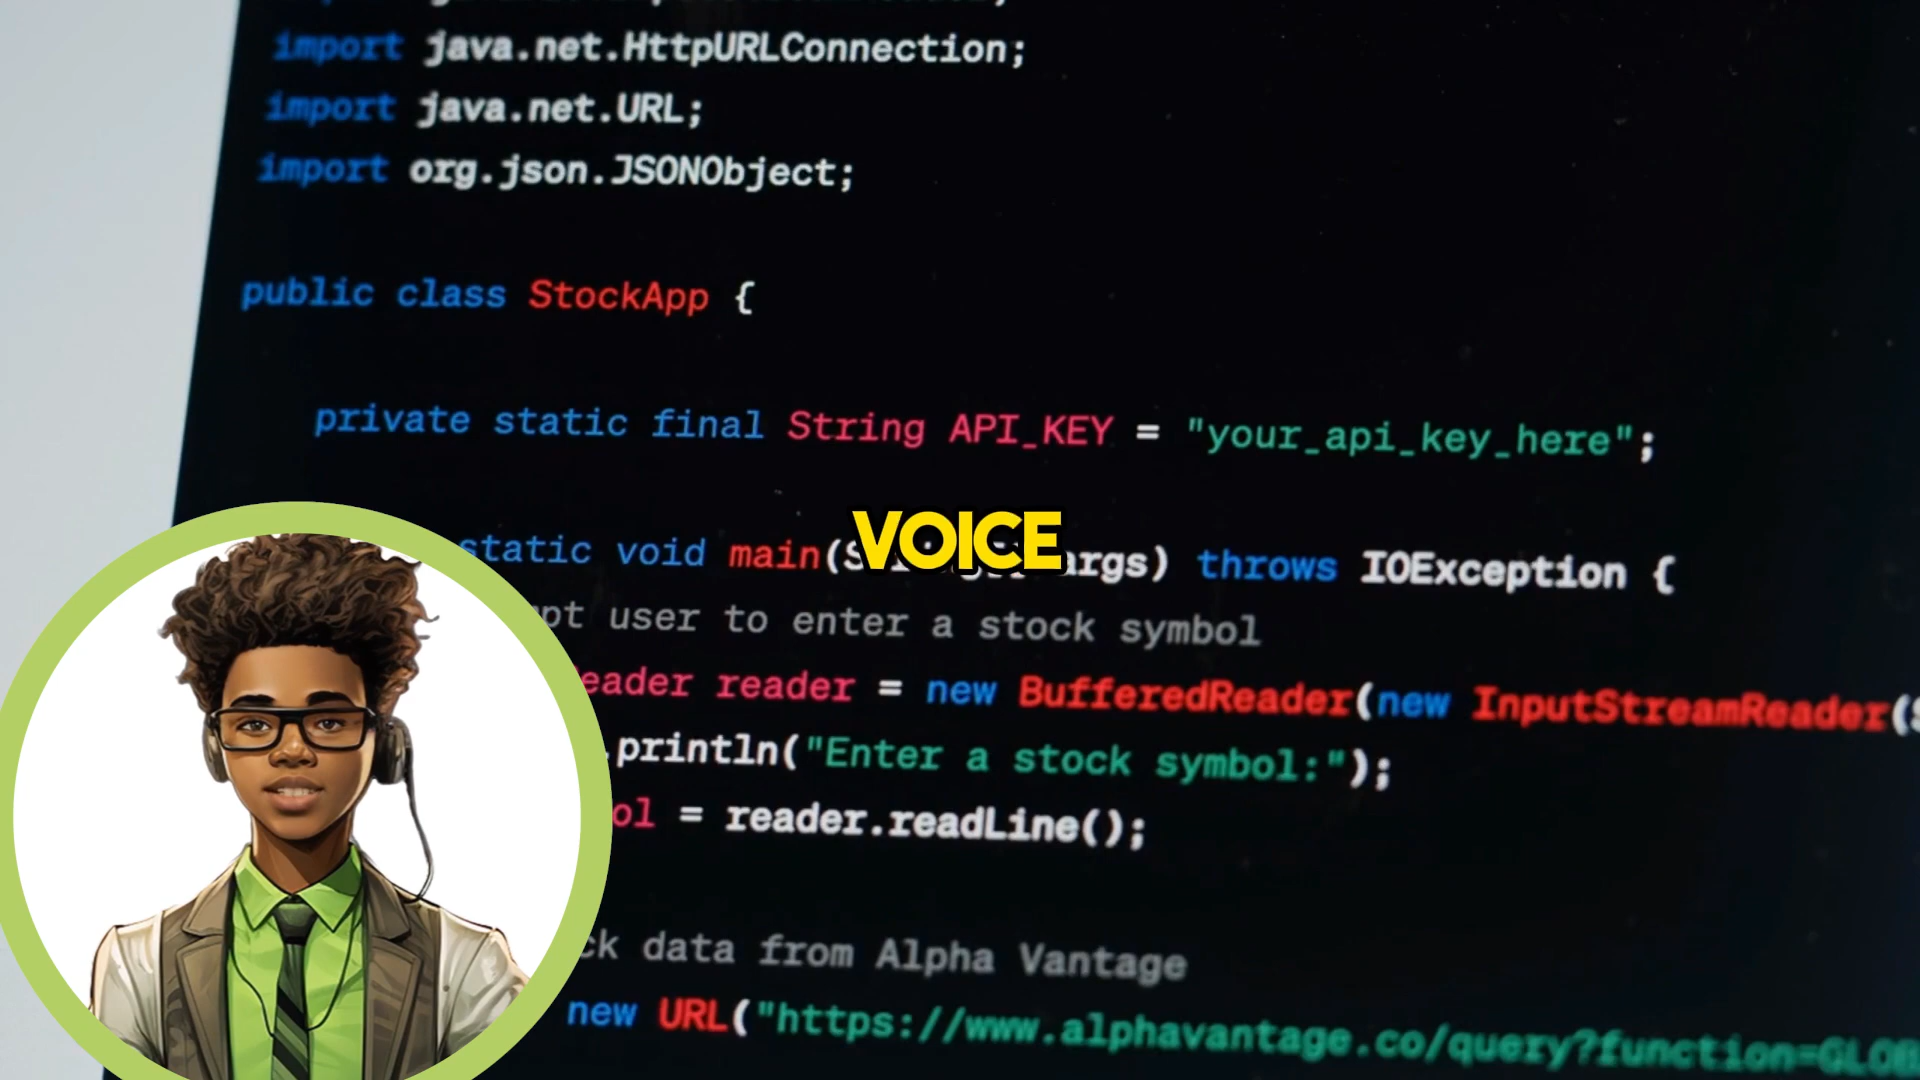 import java.net.HttpURLConnection;
import java.net.URL;
import org.json.JSONObject;
public class StockApp {
private static final String API_KEY = "your_api_key_here";
VOICE
static void main( args) throws IOException {
user to enter a stock symbol
reader = new BufferedReader(new InputStreamReader(
.println("Enter a stock symbol:");
= reader.readLine();
data from Alpha Vantage
new URL("https://www.alphavantage.co/query?function=GLOB